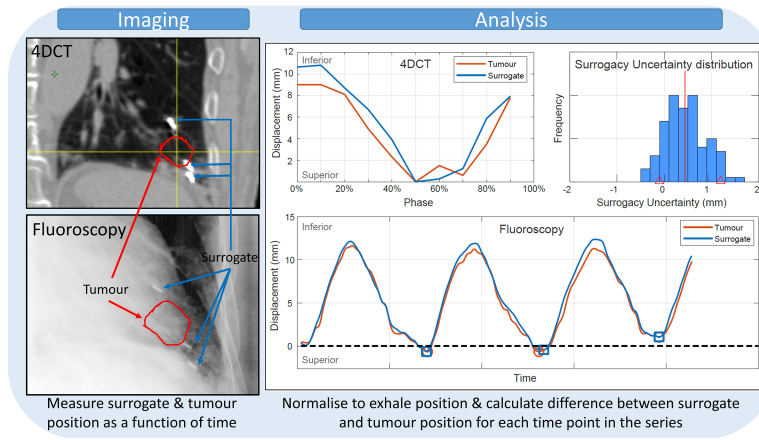 Imaging
Analysis
4DCT
Fluoroscopy
Surrogate
Tumour
Measure surrogate & tumour
position as a function of time
12
10
8
6
4
2
0
Displacement (mm)
Inferior
4DCT
Tumour
Surrogate
Superior
0% 20% 40% 60% 80% 100%
Phase
Surrogacy Uncertainty distribution
Frequency
-2 -1 0 1 2
Surrogacy Uncertainty (mm)
15
10
5
0
Displacement (mm)
Inferior
Fluoroscopy
Tumour
Surrogate
Superior
Time
Normalise to exhale position & calculate difference between surrogate
and tumour position for each time point in the series